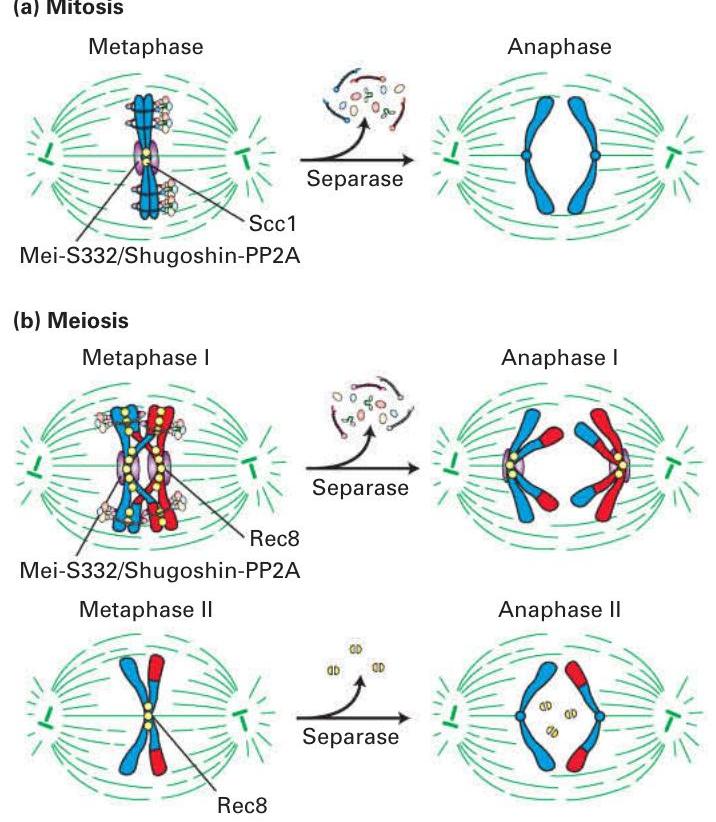 (a) Mitosis
Metaphase
Anaphase
Separase
Scc1
Mei-S332/Shugoshin-PP2A
(b) Meiosis
Metaphase I
Anaphase I
Separase
Rec8
Mei-S332/Shugoshin-PP2A
Metaphase II
Anaphase II
Separase
Rec8